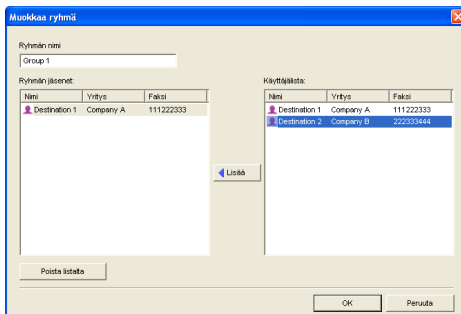 Muokkaa ryhmä
Ryhmän nimi
Group 1
Ryhmän jäsenet:
Nimi Yritys Faksi
Destination 1 Company A 111222333
Käyttäjälista:
Nimi Yritys Faksi
Destination 1 Company A 111222333
Destination 2 Company B 222333444
Lisää
Poista listalta
OK Peruuta